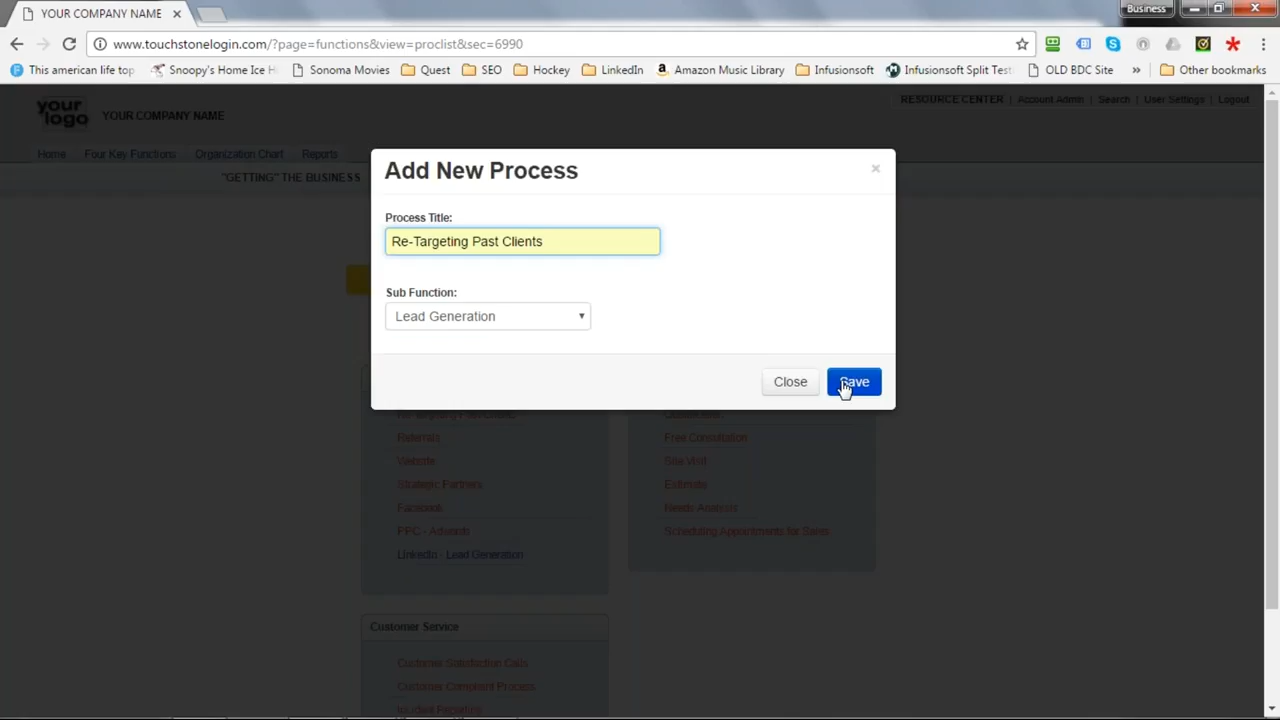 YOUR COMPANY NAME
Business
www.touchstonelogin.com/?page=functions&view=proclist&sec=6990
This american life top
Snoopy's Home Ice H
Sonoma Movies
Quest
SEO
Hockey
LinkedIn
Amazon Music Library
Infusionsoft
Infusionsoft Split Test
OLD BDC Site
»
Other bookmarks
your logo
YOUR COMPANY NAME
RESOURCE CENTER | Account Admin | Search | User Settings | Logout
Home
Four Key Functions
Organization Chart
Reports
"GETTING" THE BUSINESS
Add New Process
×
Process Title:
Re-Targeting Past Clients
Sub Function:
Lead Generation
Close
Save
Referrals
Website
Strategic Partners
Facebook
PPC - Adwords
LinkedIn - Lead Generation
Free Consultation
Site Visit
Estimate
Needs Analysis
Scheduling Appointments for Sales
Customer Service
Customer Satisfaction Calls
Customer Compliant Process
Incident Reporting